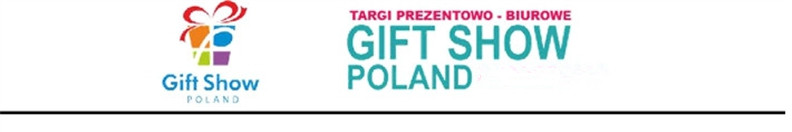 Gift Show
POLAND
TARGI PREZENTOWO - BIUROWE
GIFT SHOW
POLAND